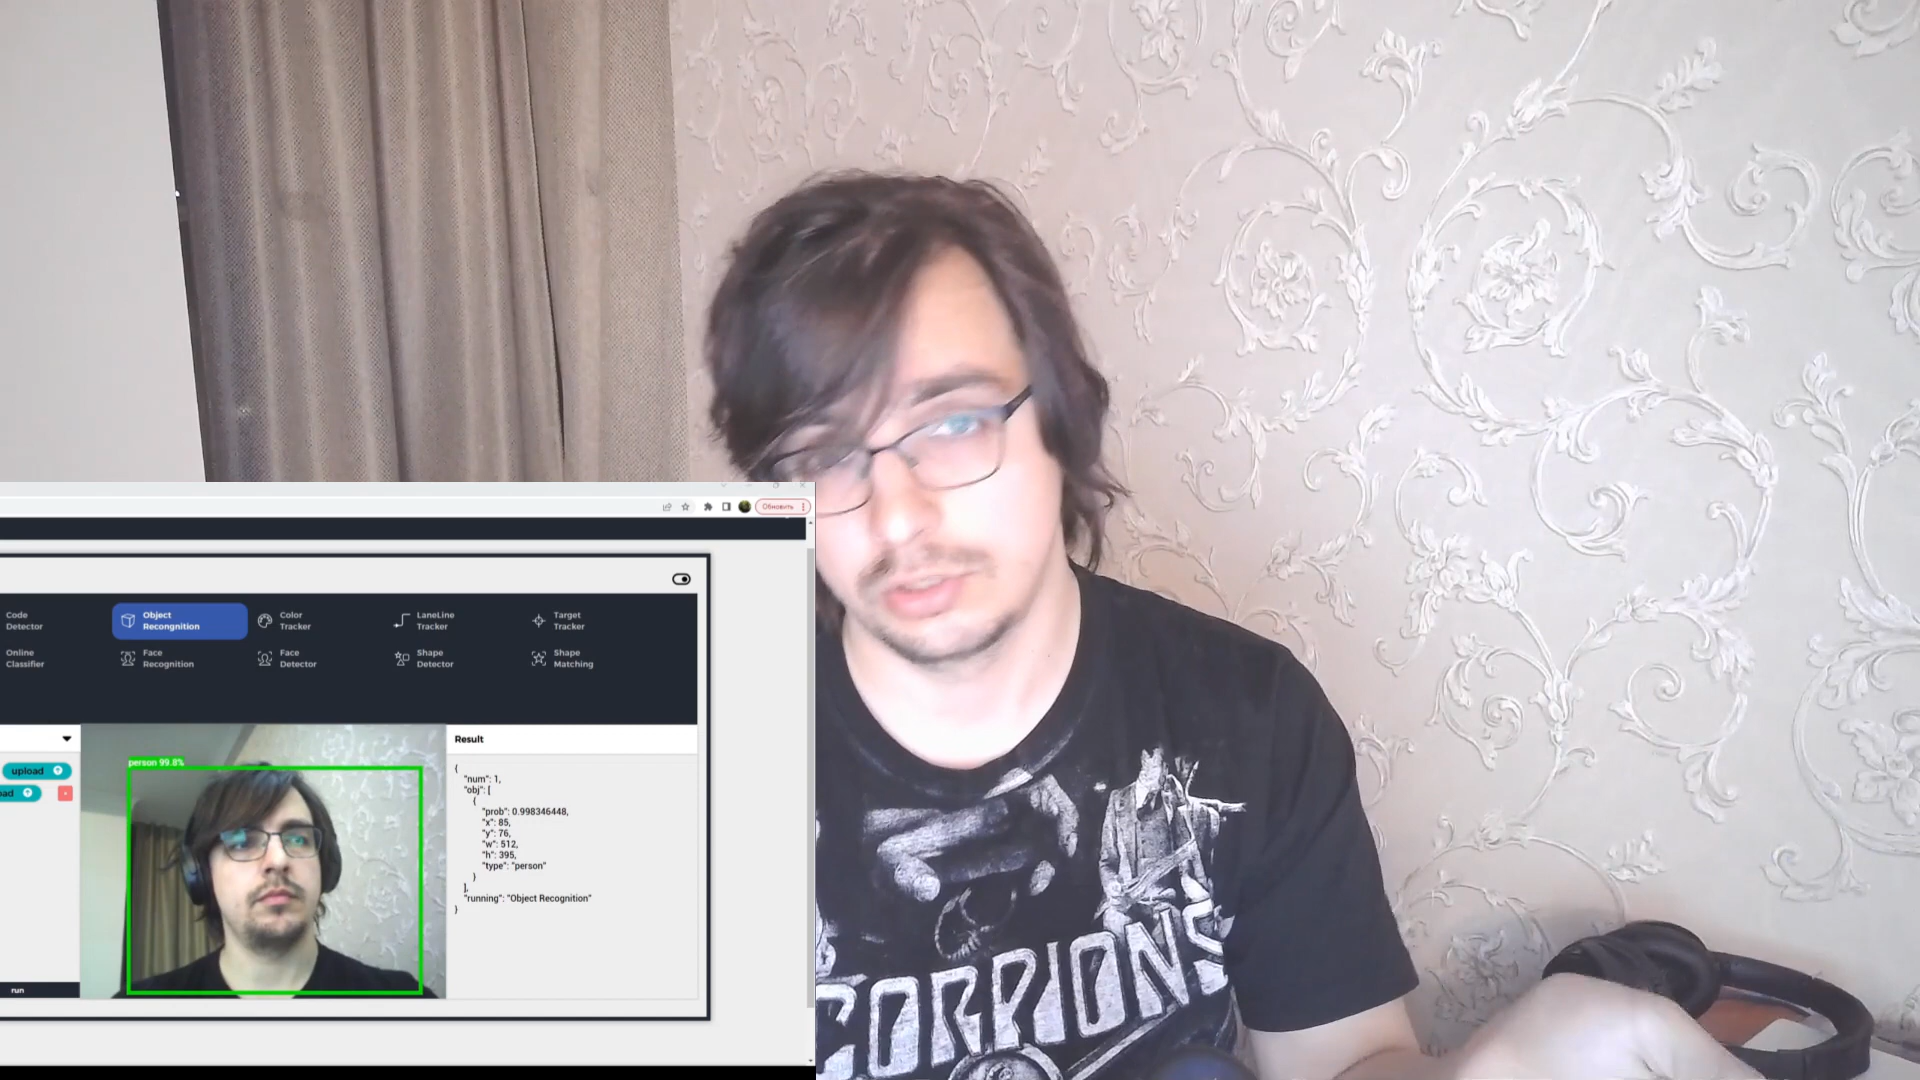 Обновить
Code
Detector
Object
Recongnition
Color
Tracker
LaneLine
Tracker
Target
Tracker
Online
Classifier
Face
Recognition
Face
Detector
Shape
Detector
Shape
Matching
upload
oad
run
person 99.8%
Result
{
"num": 1,
"obj": [
{
"prob": 0.998346448,
"x": 85,
"y": 76,
"w": 512,
"h": 395,
"type": "person"
}
],
"running": "Object Recognition"
}
CORPIONS